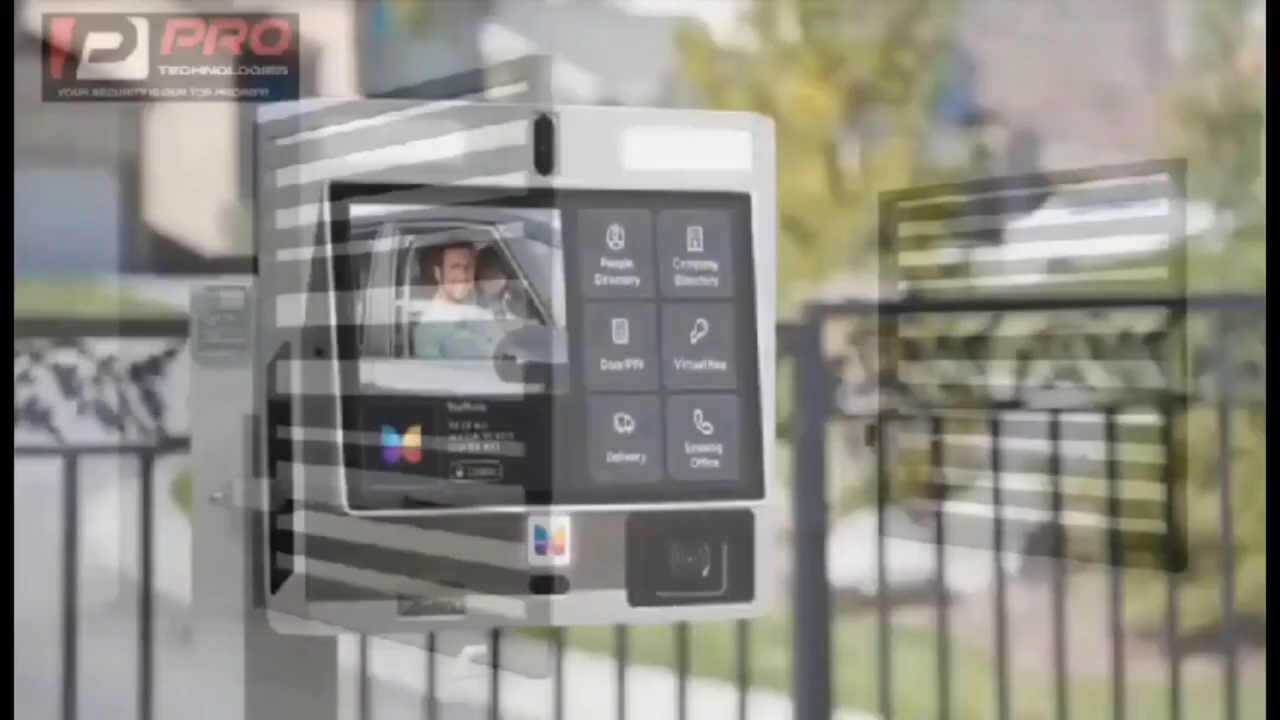 PRO
TECHNOLOGIES
YOUR SECURITY IS OUR TOP PRIORITY
People
Directory
Company
Directory
Door PIN
Virtual Key
Delivery
Leasing
Office